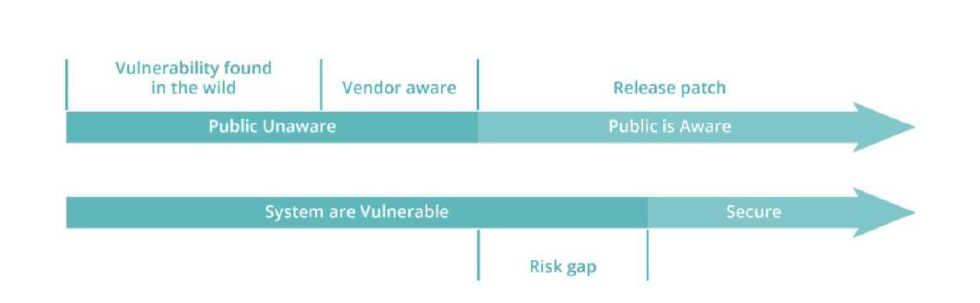 Vulnerability found
in the wild
Vendor aware
Release patch
Public Unaware
Public is Aware
System are Vulnerable
Secure
Risk gap